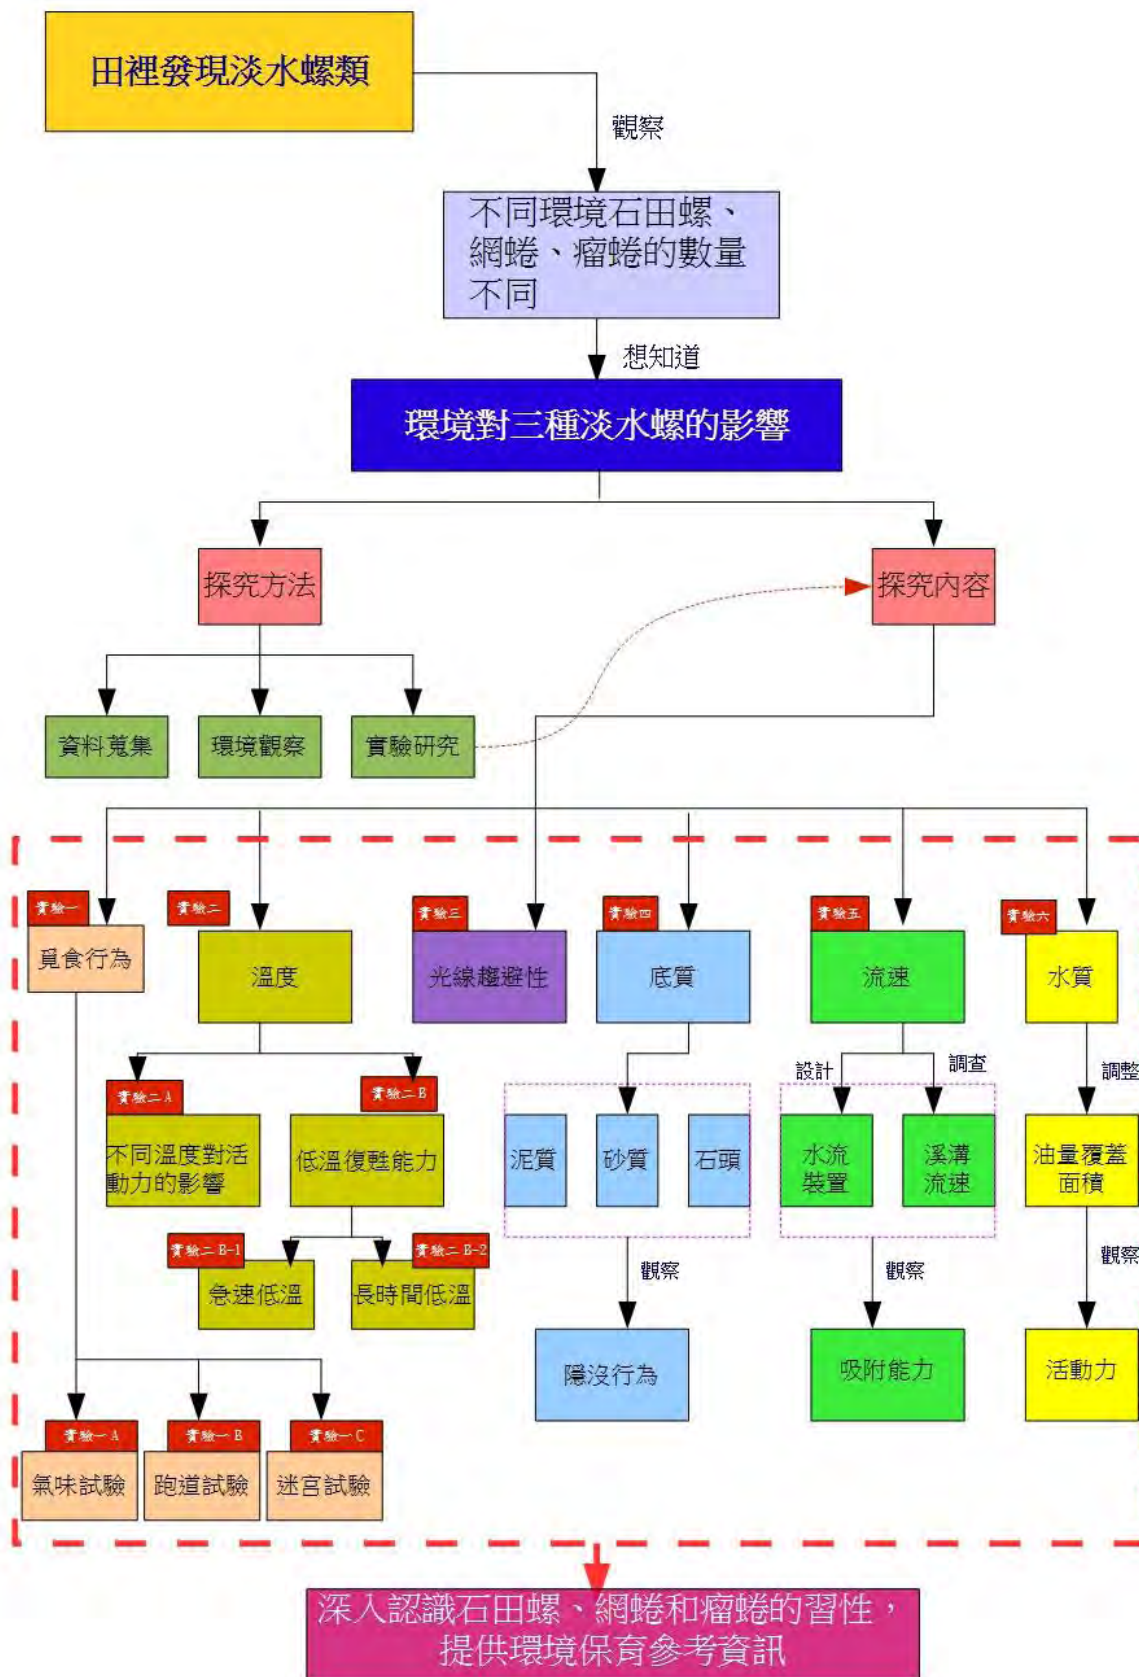 田裡發現淡水螺類
觀察
不同環境石田螺、
網蜷、瘤蜷的數量
不同
想知道
環境對三種淡水螺的影響
探究方法
探究內容
資料蒐集
環境觀察
實驗研究
實驗一
覓食行為
實驗二
溫度
實驗三
光線趨避性
實驗四
底質
實驗五
流速
實驗六
水質
實驗二 A
不同溫度對活
動力的影響
實驗二 B
低溫復甦能力
泥質
砂質
石頭
設計
調查
水流
裝置
溪溝
流速
調整
油量覆蓋
面積
實驗二 B-1
急速低溫
實驗二 B-2
長時間低溫
觀察
隱沒行為
觀察
吸附能力
觀察
活動力
實驗一 A
氣味試驗
實驗一 B
跑道試驗
實驗一 C
迷宮試驗
深入認識石田螺、網蜷和瘤蜷的習性，
提供環境保育參考資訊